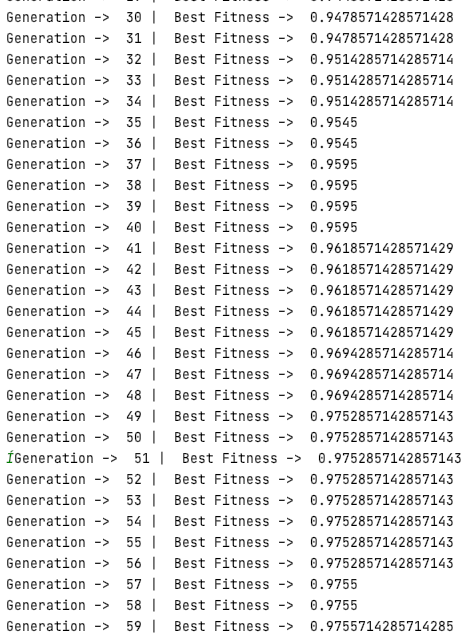 Generation -> 30 | Best Fitness -> 0.9478571428571428
Generation -> 31 | Best Fitness -> 0.9478571428571428
Generation -> 32 | Best Fitness -> 0.9514285714285714
Generation -> 33 | Best Fitness -> 0.9514285714285714
Generation -> 34 | Best Fitness -> 0.9514285714285714
Generation -> 35 | Best Fitness -> 0.9545
Generation -> 36 | Best Fitness -> 0.9545
Generation -> 37 | Best Fitness -> 0.9595
Generation -> 38 | Best Fitness -> 0.9595
Generation -> 39 | Best Fitness -> 0.9595
Generation -> 40 | Best Fitness -> 0.9595
Generation -> 41 | Best Fitness -> 0.9618571428571429
Generation -> 42 | Best Fitness -> 0.9618571428571429
Generation -> 43 | Best Fitness -> 0.9618571428571429
Generation -> 44 | Best Fitness -> 0.9618571428571429
Generation -> 45 | Best Fitness -> 0.9618571428571429
Generation -> 46 | Best Fitness -> 0.9694285714285714
Generation -> 47 | Best Fitness -> 0.9694285714285714
Generation -> 48 | Best Fitness -> 0.9694285714285714
Generation -> 49 | Best Fitness -> 0.9752857142857143
Generation -> 50 | Best Fitness -> 0.9752857142857143
ÍGeneration -> 51 | Best Fitness -> 0.9752857142857143
Generation -> 52 | Best Fitness -> 0.9752857142857143
Generation -> 53 | Best Fitness -> 0.9752857142857143
Generation -> 54 | Best Fitness -> 0.9752857142857143
Generation -> 55 | Best Fitness -> 0.9752857142857143
Generation -> 56 | Best Fitness -> 0.9752857142857143
Generation -> 57 | Best Fitness -> 0.9755
Generation -> 58 | Best Fitness -> 0.9755
Generation -> 59 | Best Fitness -> 0.9755714285714285